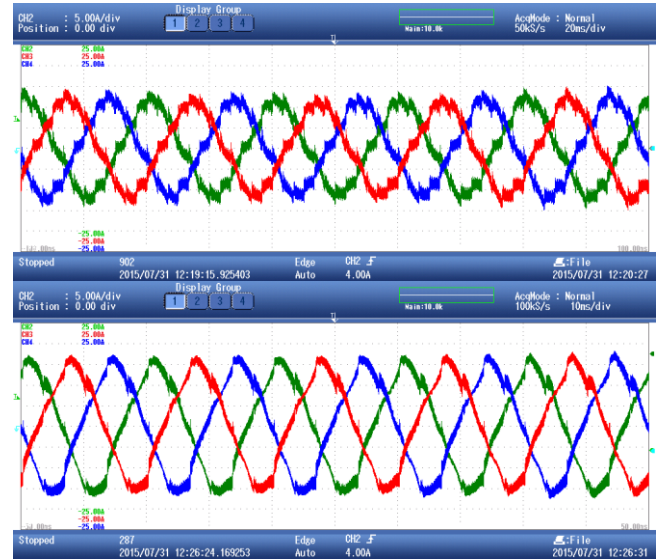 CH2 : 5.00A/div
Position : 0.00 div
Display Group
1 2 3 4
Main:10.0k
AcqMode : Normal
50kS/s 20ms/div
CH2 25.00A
CH3 25.00A
CH4 25.00A
-25.00A
-25.00A
-25.00A
100.00ms
Stopped 902 Edge CH2 File
2015/07/31 12:19:15.925403 Auto 4.00A 2015/07/31 12:20:27
CH2 : 5.00A/div
Position : 0.00 div
Display Group
1 2 3 4
Main:10.0k
AcqMode : Normal
100kS/s 10ms/div
CH2 25.00A
CH3 25.00A
CH4 25.00A
-25.00A
-25.00A
-25.00A
50.00ms
Stopped 287 Edge CH2 File
2015/07/31 12:26:24.169253 Auto 4.00A 2015/07/31 12:26:31